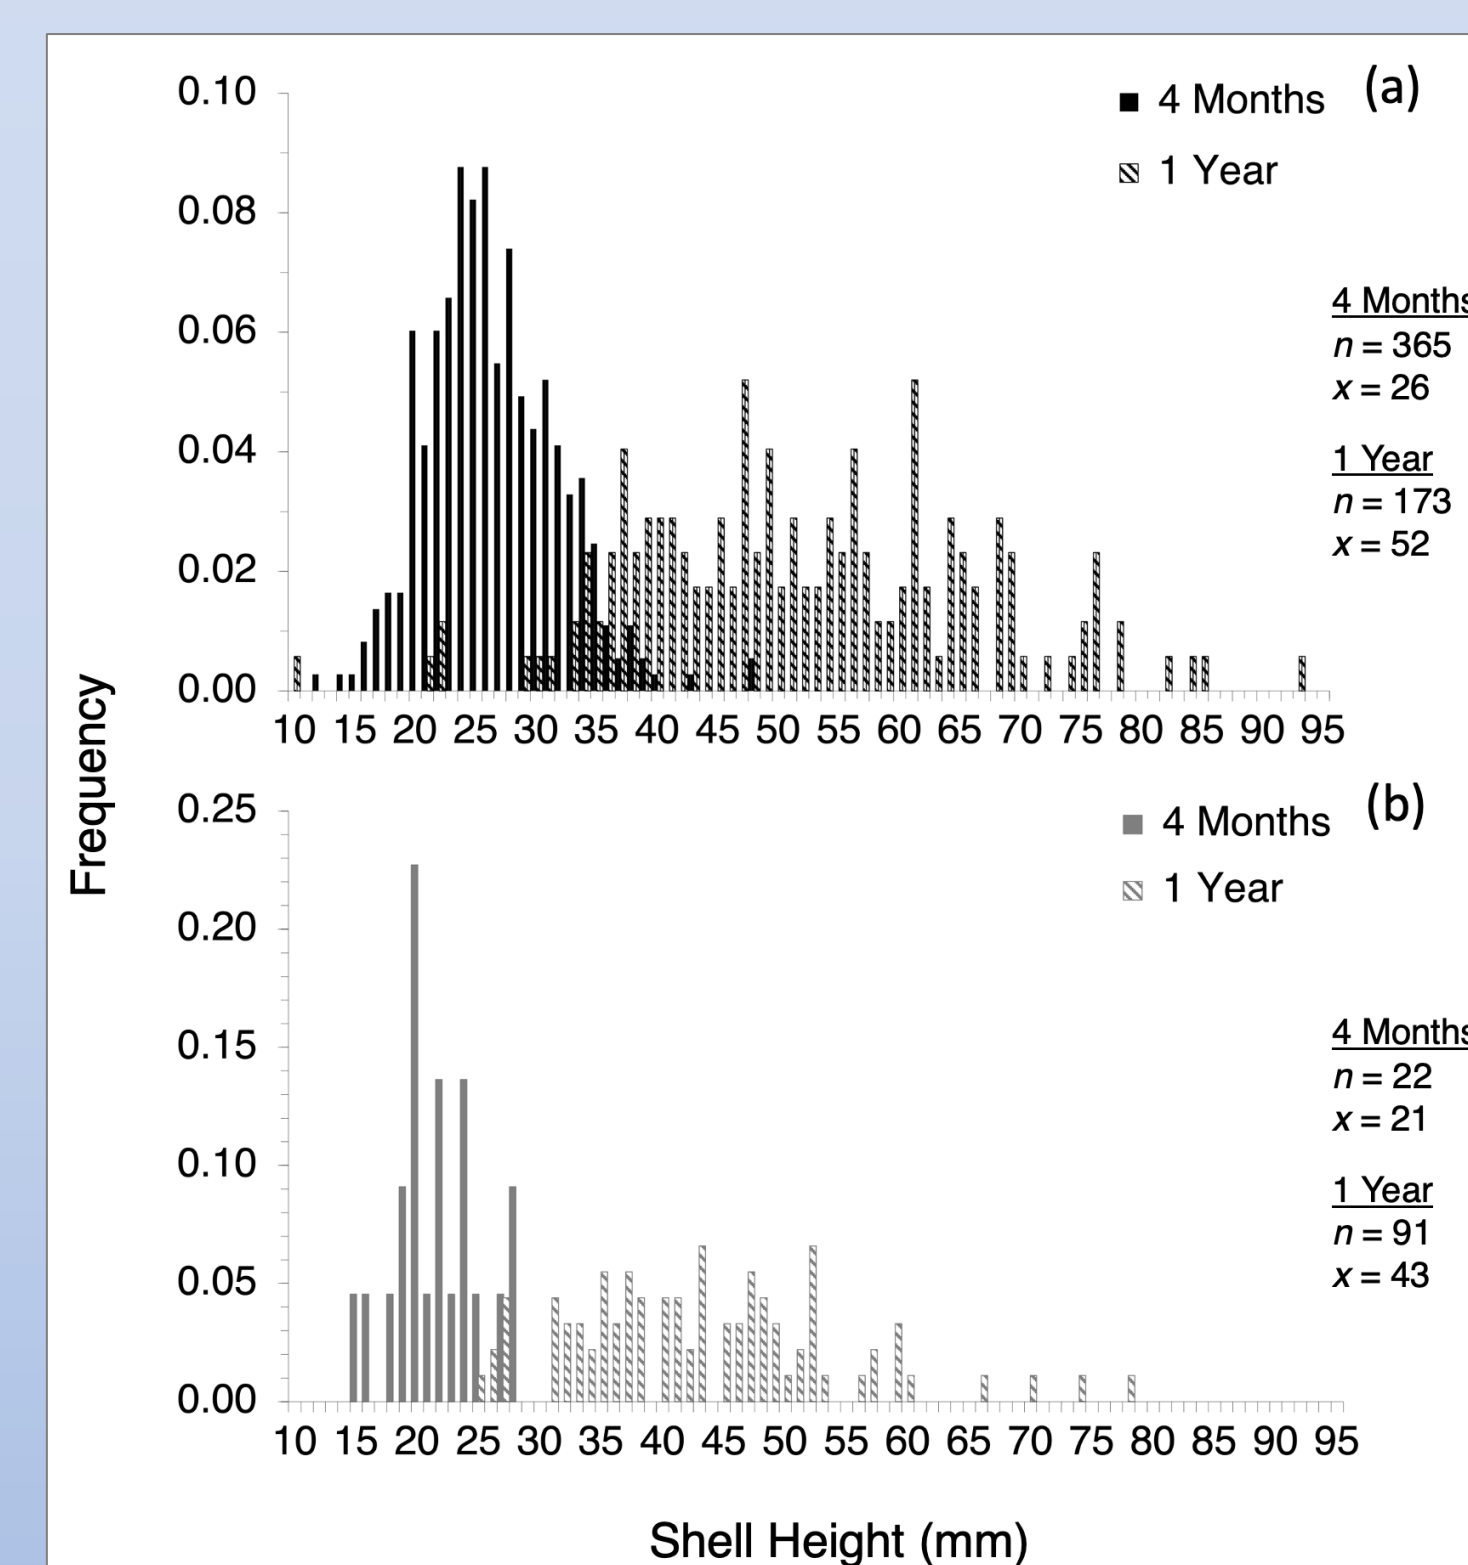 0.10
0.08
0.06
0.04
0.02
0.00
10 15 20 25 30 35 40 45 50 55 60 65 70 75 80 85 90 95
4 Months
1 Year
(a)
4 Months
n = 365
x = 26
1 Year
n = 173
x = 52
Frequency
0.25
0.20
0.15
0.10
0.05
0.00
10 15 20 25 30 35 40 45 50 55 60 65 70 75 80 85 90 95
4 Months
1 Year
(b)
4 Months
n = 22
x = 21
1 Year
n = 91
x = 43
Shell Height (mm)